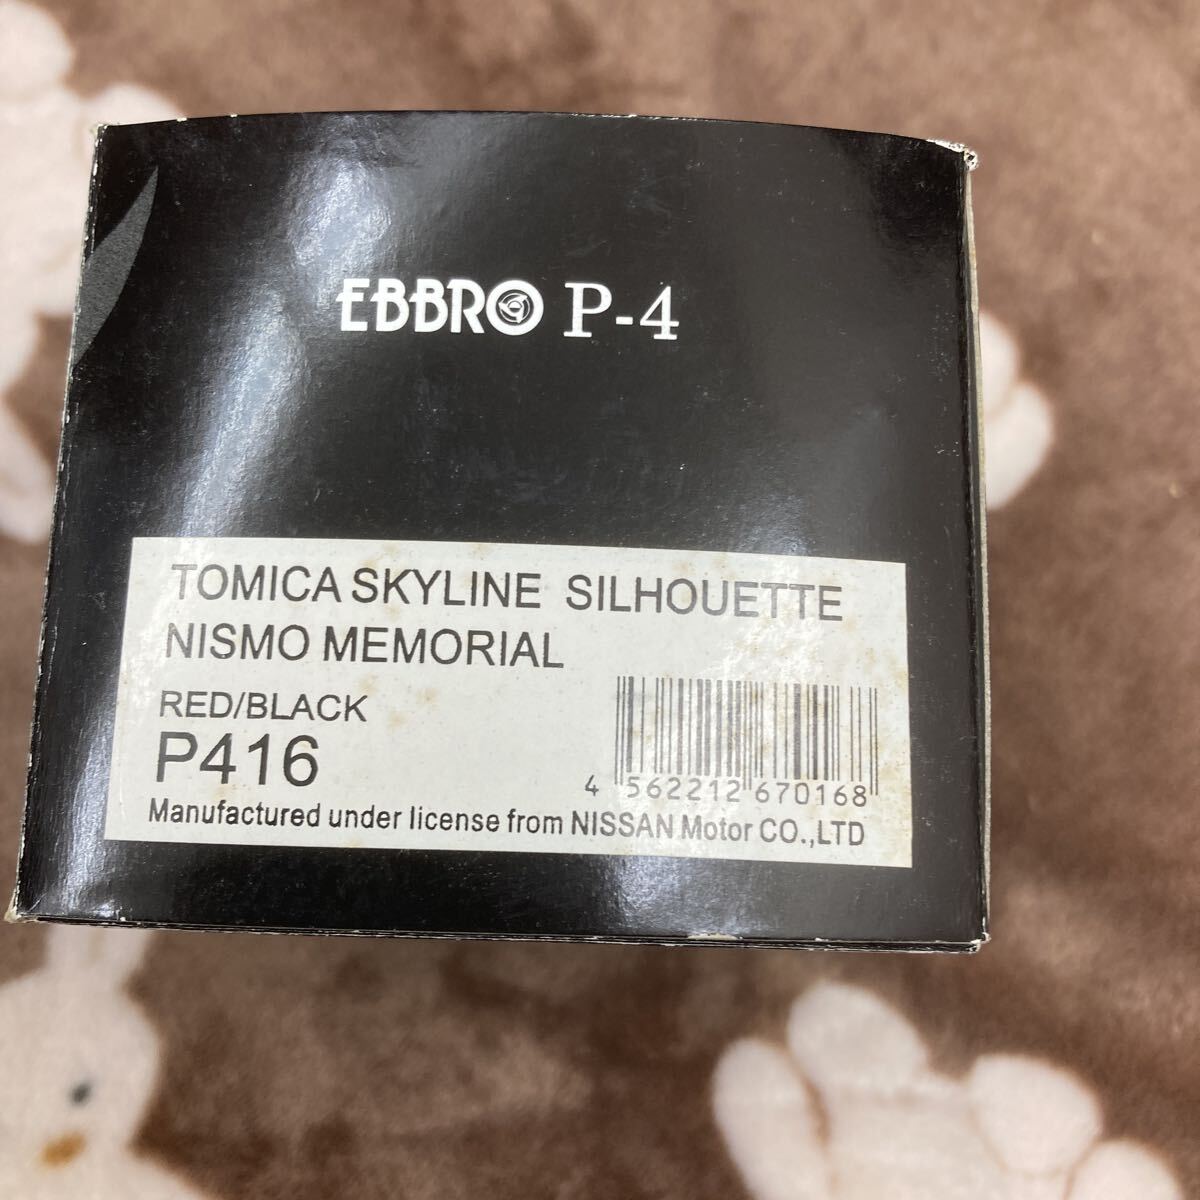 EBBRO P-4
TOMICA SKYLINE SILHOUETTE
NISMO MEMORIAL
RED/BLACK
P416
4 562212 670168
Manufactured under license from NISSAN Motor CO.,LTD